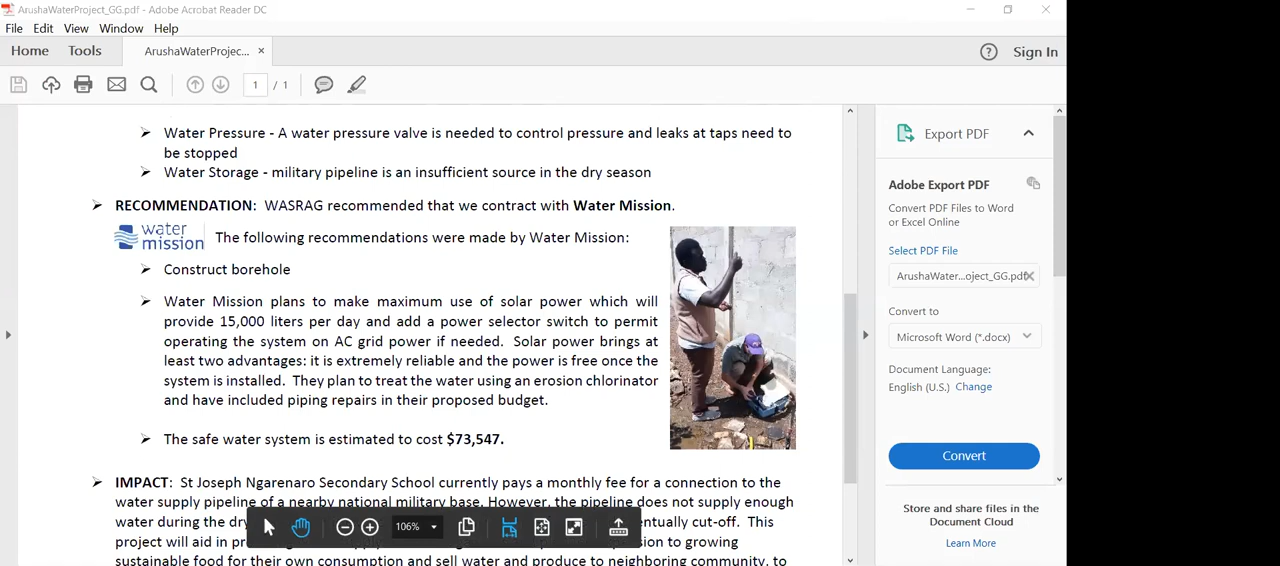 ArushaWaterProject_GG.pdf - Adobe Acrobat Reader DC
File Edit View Window Help
Home Tools ArushaWaterProjec... × Sign In
1 / 1
Water Pressure - A water pressure valve is needed to control pressure and leaks at taps need to
be stopped
Water Storage - military pipeline is an insufficient source in the dry season
RECOMMENDATION: WASRAG recommended that we contract with Water Mission.
water
mission
The following recommendations were made by Water Mission:
Construct borehole
Water Mission plans to make maximum use of solar power which will
provide 15,000 liters per day and add a power selector switch to permit
operating the system on AC grid power if needed. Solar power brings at
least two advantages: it is extremely reliable and the power is free once the
system is installed. They plan to treat the water using an erosion chlorinator
and have included piping repairs in their proposed budget.
The safe water system is estimated to cost $73,547.
IMPACT: St Joseph Ngarenaro Secondary School currently pays a monthly fee for a connection to the
water supply pipeline of a nearby national military base. However, the pipeline does not supply enough
water during the dry entually cut-off. This
project will aid in pr sion to growing
sustainable food for their own consumption and sell water and produce to neighboring community, to
106%
Export PDF
Adobe Export PDF
Convert PDF Files to Word
or Excel Online
Select PDF File
ArushaWater...oject_GG.pdf
Convert to
Microsoft Word (*.docx)
Document Language:
English (U.S.) Change
Convert
Store and share files in the
Document Cloud
Learn More